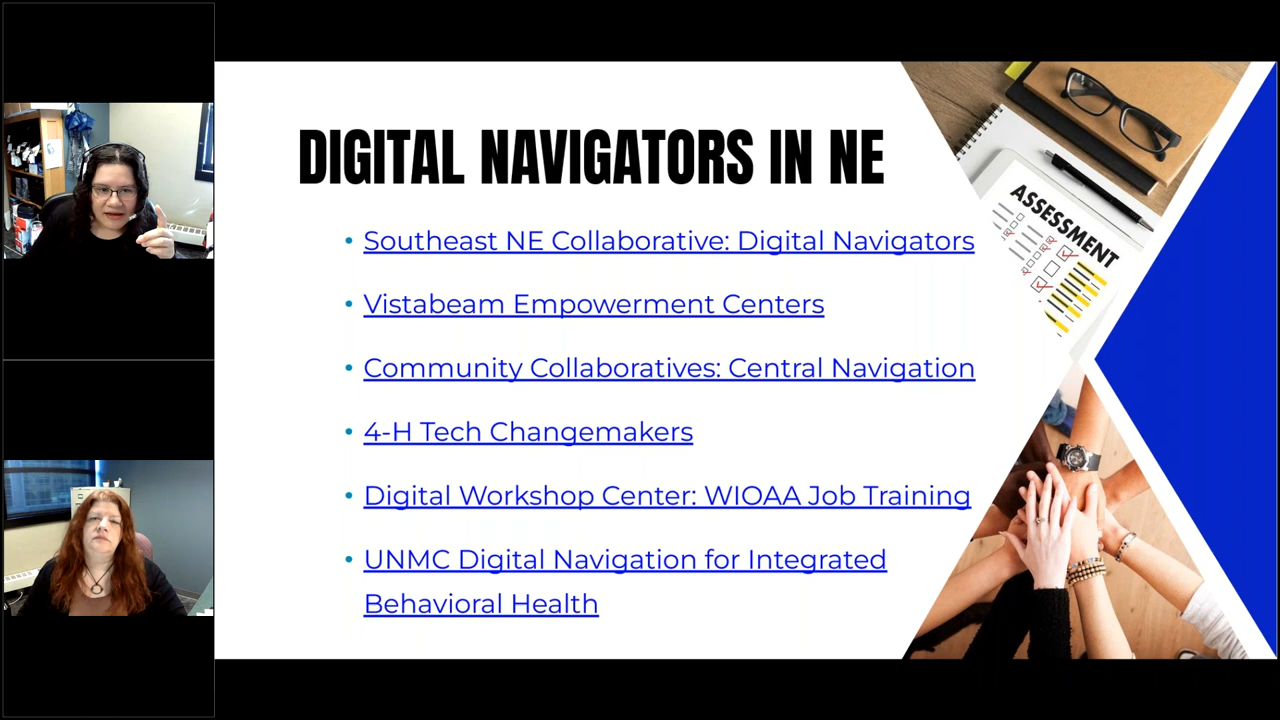 DIGITAL NAVIGATORS IN NE
• Southeast NE Collaborative: Digital Navigators
• Vistabeam Empowerment Centers
• Community Collaboratives: Central Navigation
• 4-H Tech Changemakers
• Digital Workshop Center: WIOAA Job Training
• UNMC Digital Navigation for Integrated
Behavioral Health
ASSESSMENT